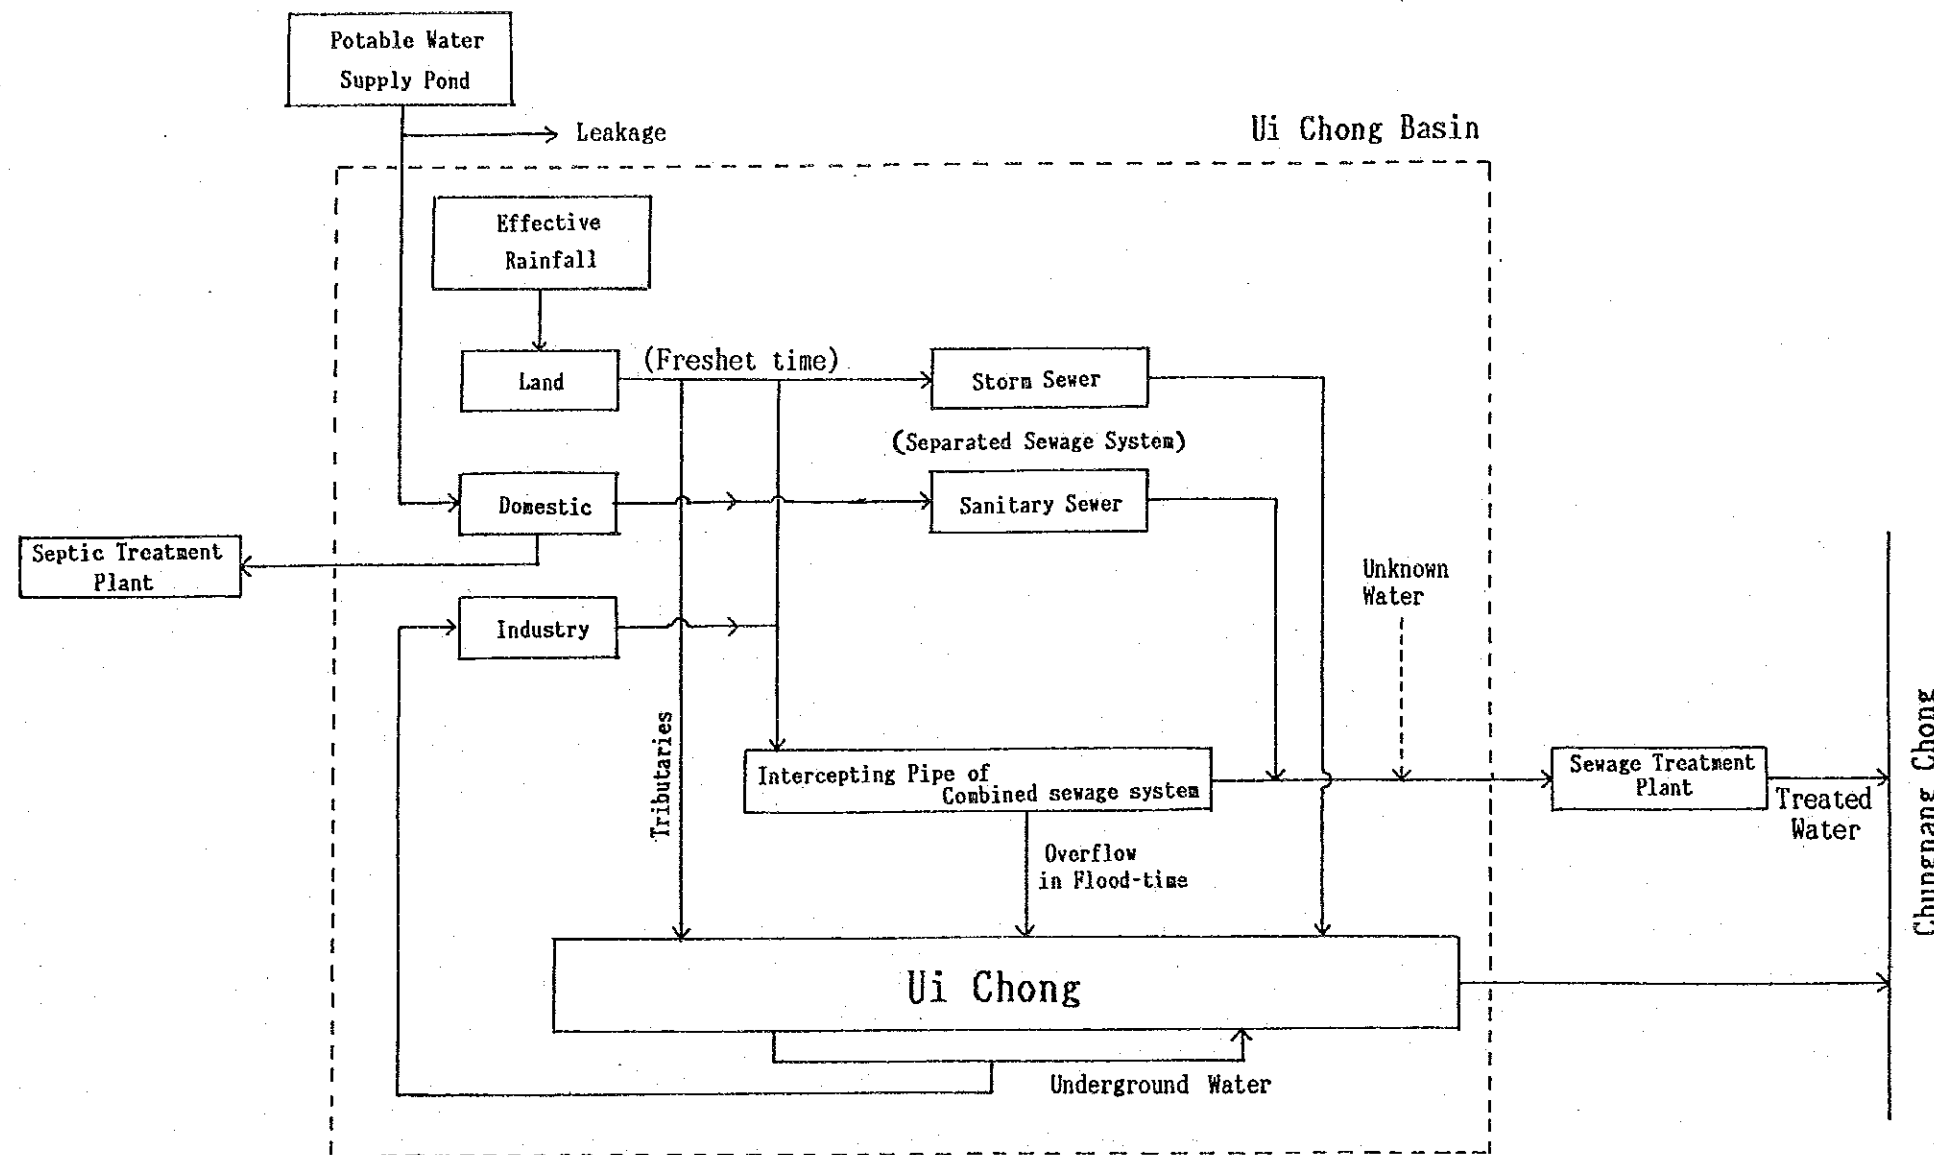 Potable Water
Supply Pond
Leakage
Ui Chong Basin
Effective
Rainfall
Land
(Freshet time)
Storm Sewer
(Separated Sewage System)
Domestic
Sanitary Sewer
Septic Treatment
Plant
Unknown
Water
Industry
Tributaries
Intercepting Pipe of
Combined sewage system
Sewage Treatment
Plant
Treated
Water
Chungnang Chong
Overflow
in Flood-time
Ui Chong
Underground Water